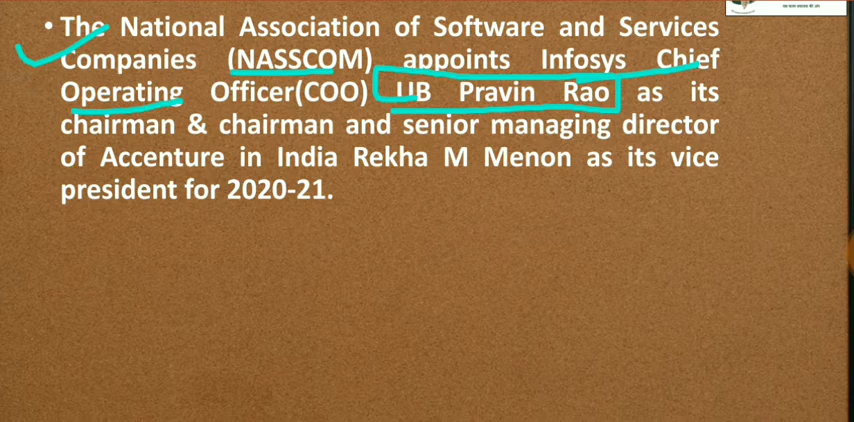 • The National Association of Software and Services
Companies (NASSCOM) appoints Infosys Chief
Operating Officer(COO) UB Pravin Rao as its
chairman & chairman and senior managing director
of Accenture in India Rekha M Menon as its vice
president for 2020-21.